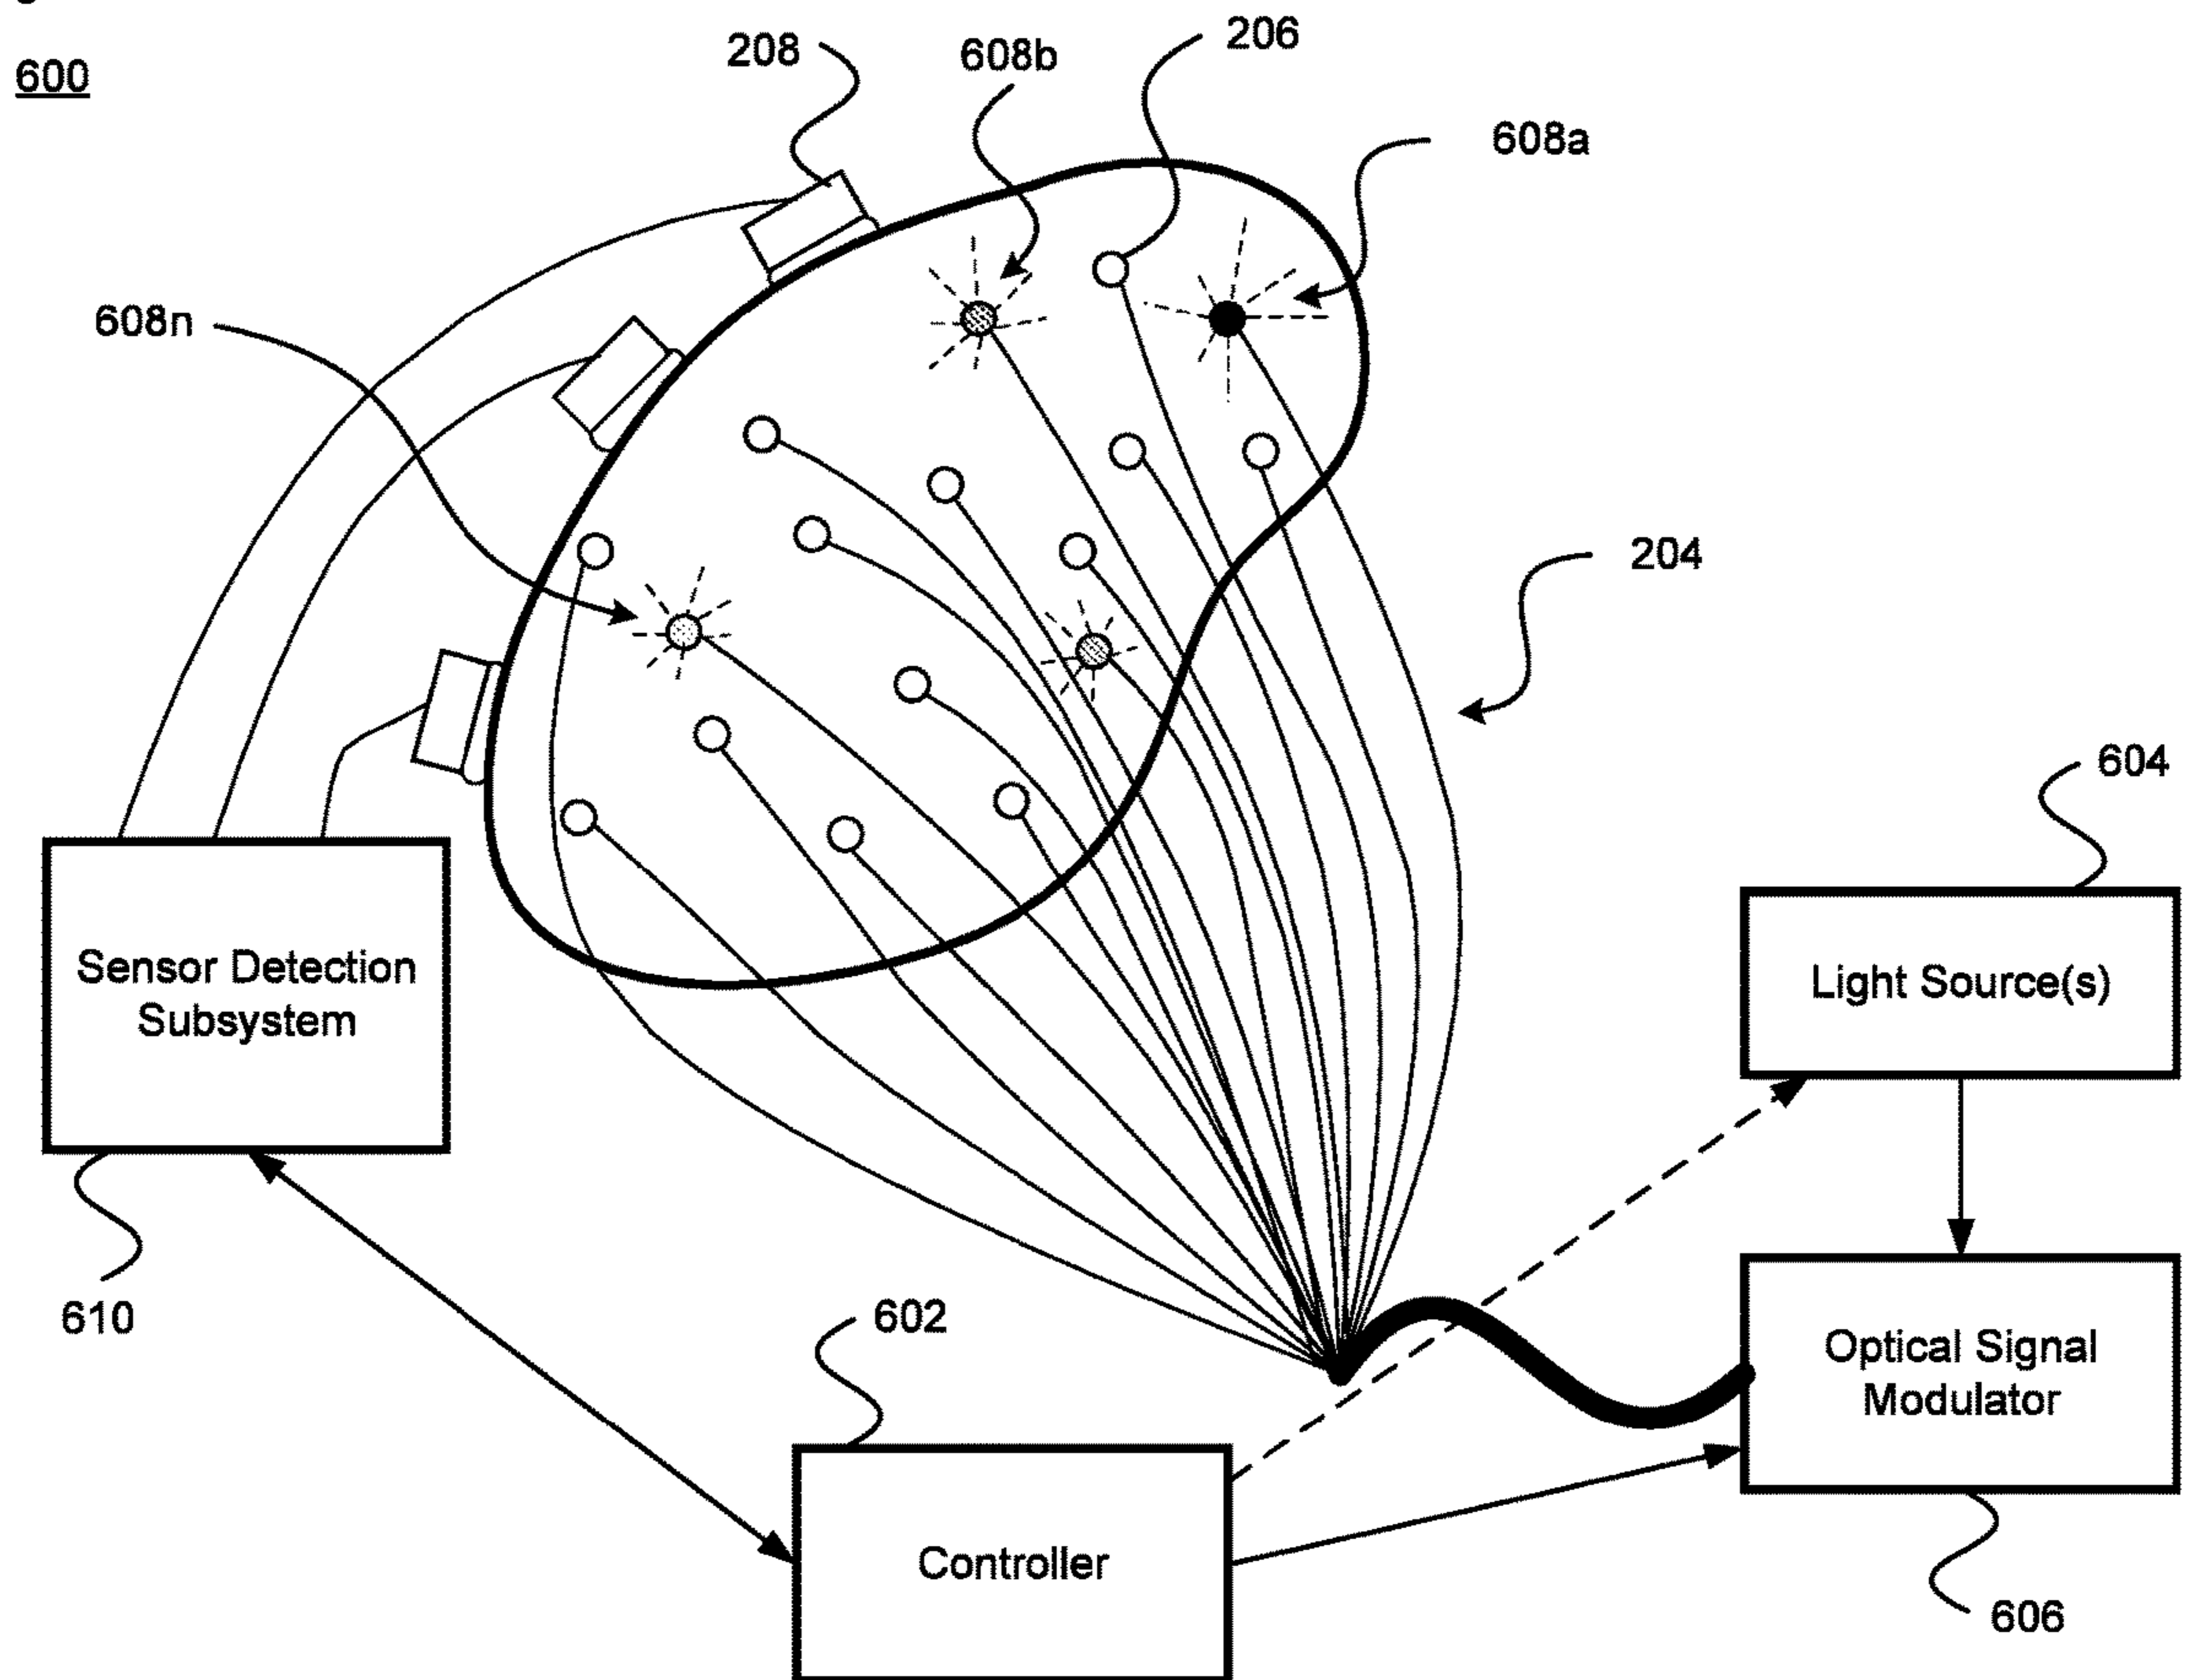 600
208
608b
206
608a
608n
204
604
Sensor Detection
Subsystem
Light Source(s)
610
602
Optical Signal
Modulator
Controller
606